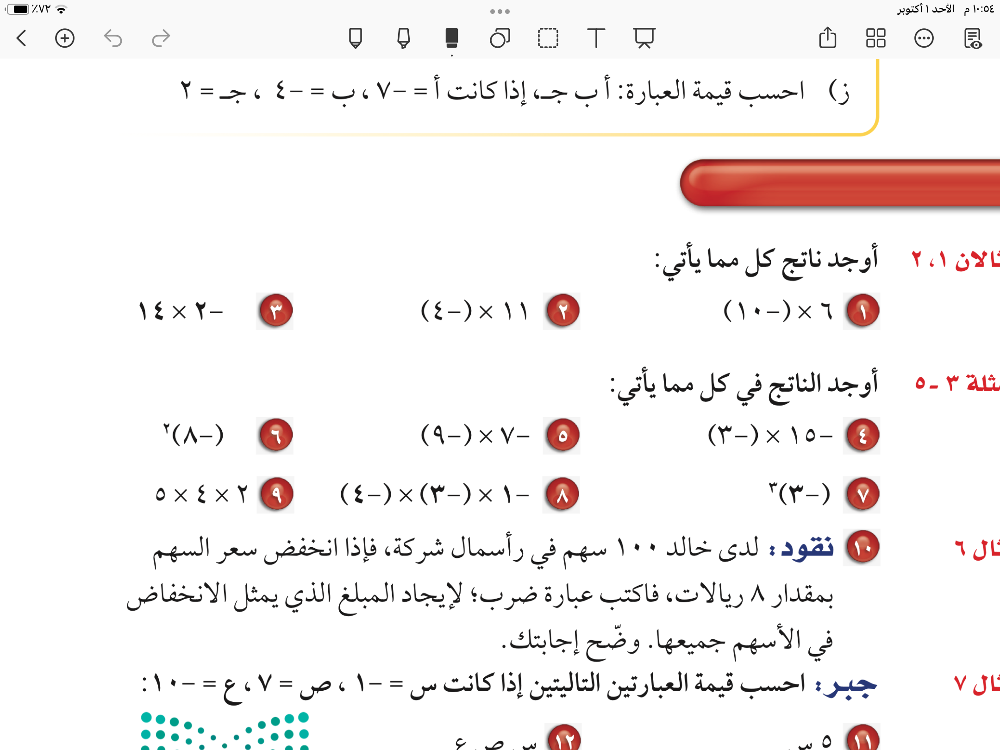 ١٠:٥٤ م الأحد ١ أكتوبر
٪٧٢
ز) احسب قيمة العبارة: أ ب جـ، إذا كانت أ = −٧ ، ب = −٤ ، جـ = ٢
١، ٢ أوجد ناتج كل مما يأتي:
١ ٦ × (−١٠) ٢ ١١ × (−٤) ٣ −٢ × ١٤
٣ - ٥ أوجد الناتج في كل مما يأتي:
٤ −١٥ × (−٣) ٥ −٧ × (−٩) ٦ (−٨)٢
٧ (−٣)٣ ٨ −١ × (−٣) × (−٤) ٩ ٢ × ٤ × ٥
٦ ١٠ نقود: لدى خالد ١٠٠ سهم في رأسمال شركة، فإذا انخفض سعر السهم
بمقدار ٨ ريالات، فاكتب عبارة ضرب؛ لإيجاد المبلغ الذي يمثل الانخفاض
في الأسهم جميعها. وضّح إجابتك.
٧ جبر: احسب قيمة العبارتين التاليتين إذا كانت س = −١ ، ص = ٧ ، ع = −١٠:
١١ ٥ س ١٢ س ص ع